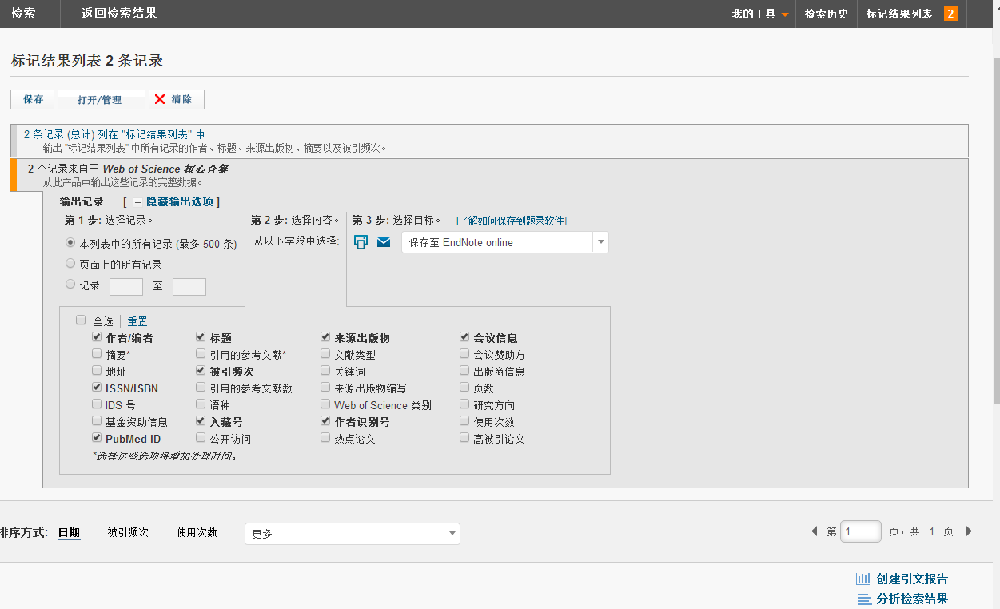 检索 返回检索结果 我的工具 检索历史 标记结果列表 2
标记结果列表 2 条记录
保存 打开/管理 清除
2 条记录 (总计) 列在 "标记结果列表" 中
输出 "标记结果列表" 中所有记录的作者、标题、来源出版物、摘要以及被引频次。
2 个记录来自于 Web of Science 核心合集
从此产品中输出这些记录的完整数据。
输出记录 [ − 隐藏输出选项 ]
第 1 步: 选择记录。 第 2 步: 选择内容。 第 3 步: 选择目标。 [了解如何保存到题录软件]
本列表中的所有记录 (最多 500 条) 从以下字段中选择: 保存至 EndNote online
页面上的所有记录
记录 至
全选 | 重置
作者/编者 标题 来源出版物 会议信息
摘要* 引用的参考文献* 文献类型 会议赞助方
地址 被引频次 关键词 出版商信息
ISSN/ISBN 引用的参考文献数 来源出版物缩写 页数
IDS 号 语种 Web of Science 类别 研究方向
基金资助信息 入藏号 作者识别号 使用次数
PubMed ID 公开访问 热点论文 高被引论文
*选择这些选项将增加处理时间。
排序方式: 日期 被引频次 使用次数 更多 第 1 页，共 1 页
创建引文报告
分析检索结果